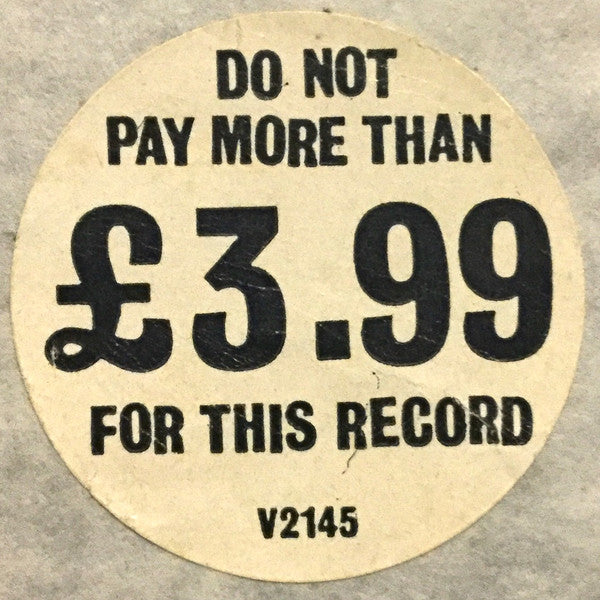 DO NOT
PAY MORE THAN
£3.99
FOR THIS RECORD
V2145